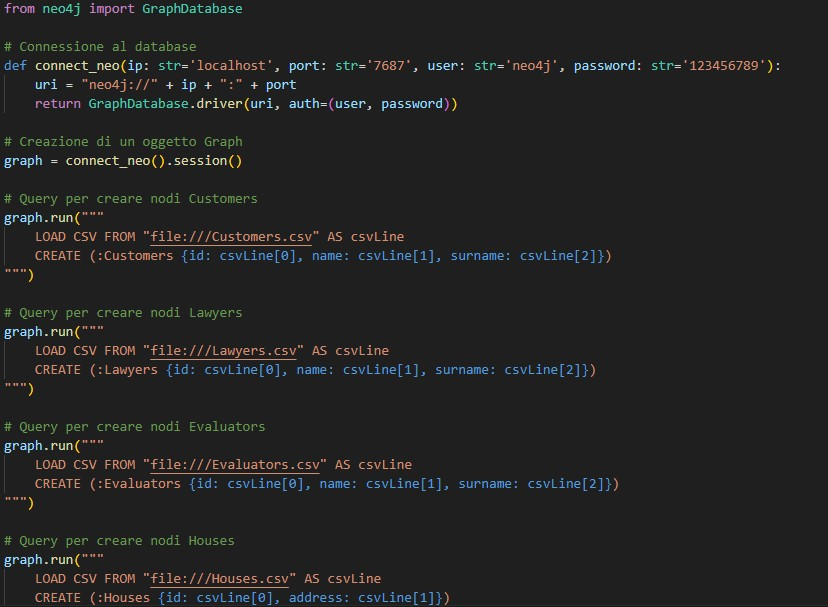 from neo4j import GraphDatabase
# Connessione al database
def connect_neo(ip: str='localhost', port: str='7687', user: str='neo4j', password: str='123456789'):
    uri = "neo4j://" + ip + ":" + port
    return GraphDatabase.driver(uri, auth=(user, password))
# Creazione di un oggetto Graph
graph = connect_neo().session()
# Query per creare nodi Customers
graph.run("""
    LOAD CSV FROM "file:///Customers.csv" AS csvLine
    CREATE (:Customers {id: csvLine[0], name: csvLine[1], surname: csvLine[2]})
""")
# Query per creare nodi Lawyers
graph.run("""
    LOAD CSV FROM "file:///Lawyers.csv" AS csvLine
    CREATE (:Lawyers {id: csvLine[0], name: csvLine[1], surname: csvLine[2]})
""")
# Query per creare nodi Evaluators
graph.run("""
    LOAD CSV FROM "file:///Evaluators.csv" AS csvLine
    CREATE (:Evaluators {id: csvLine[0], name: csvLine[1], surname: csvLine[2]})
""")
# Query per creare nodi Houses
graph.run("""
    LOAD CSV FROM "file:///Houses.csv" AS csvLine
    CREATE (:Houses {id: csvLine[0], address: csvLine[1]})